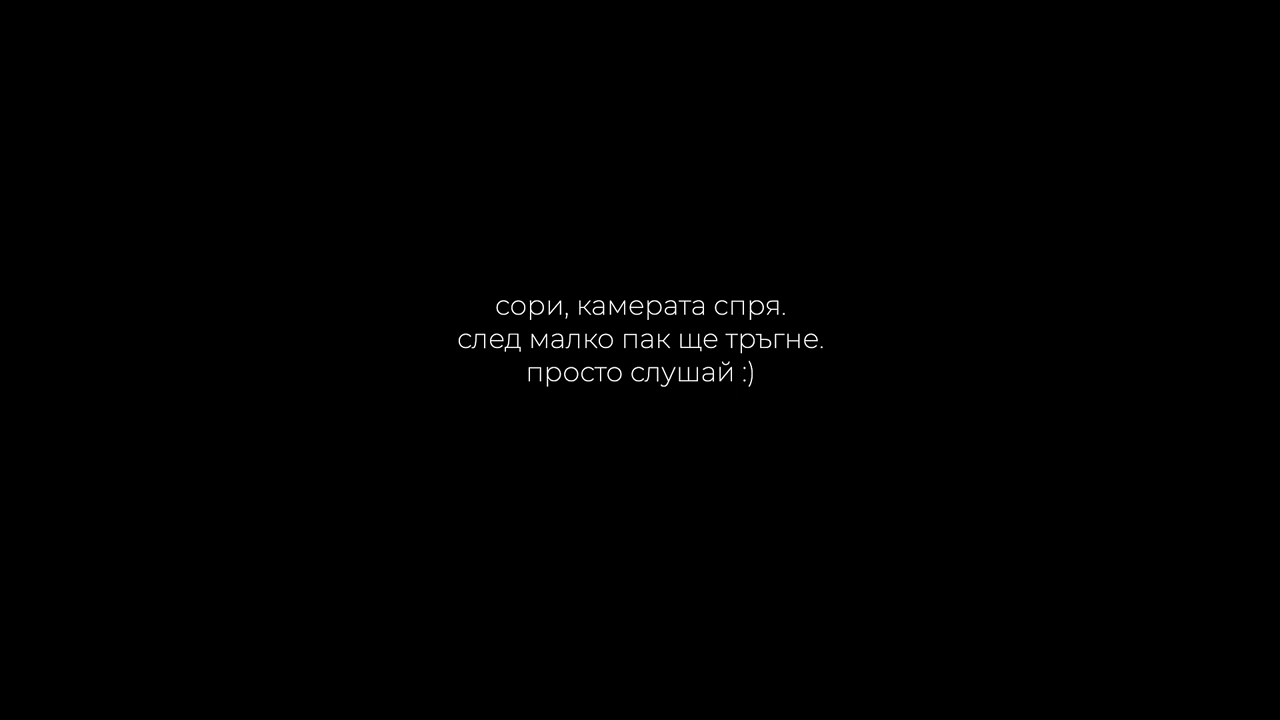 сори, камерата спря.
след малко пак ще тръгне.
просто слушай :)